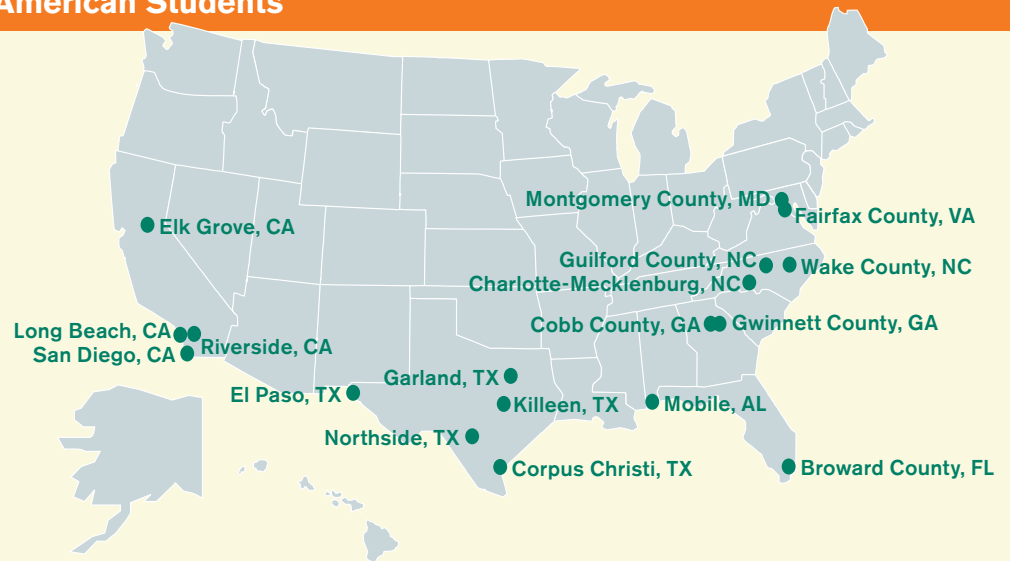 American Students
Montgomery County, MD
Fairfax County, VA
Elk Grove, CA
Guilford County, NC
Wake County, NC
Charlotte-Mecklenburg, NC
Cobb County, GA
Gwinnett County, GA
Long Beach, CA
Riverside, CA
San Diego, CA
Garland, TX
El Paso, TX
Killeen, TX
Mobile, AL
Northside, TX
Corpus Christi, TX
Broward County, FL